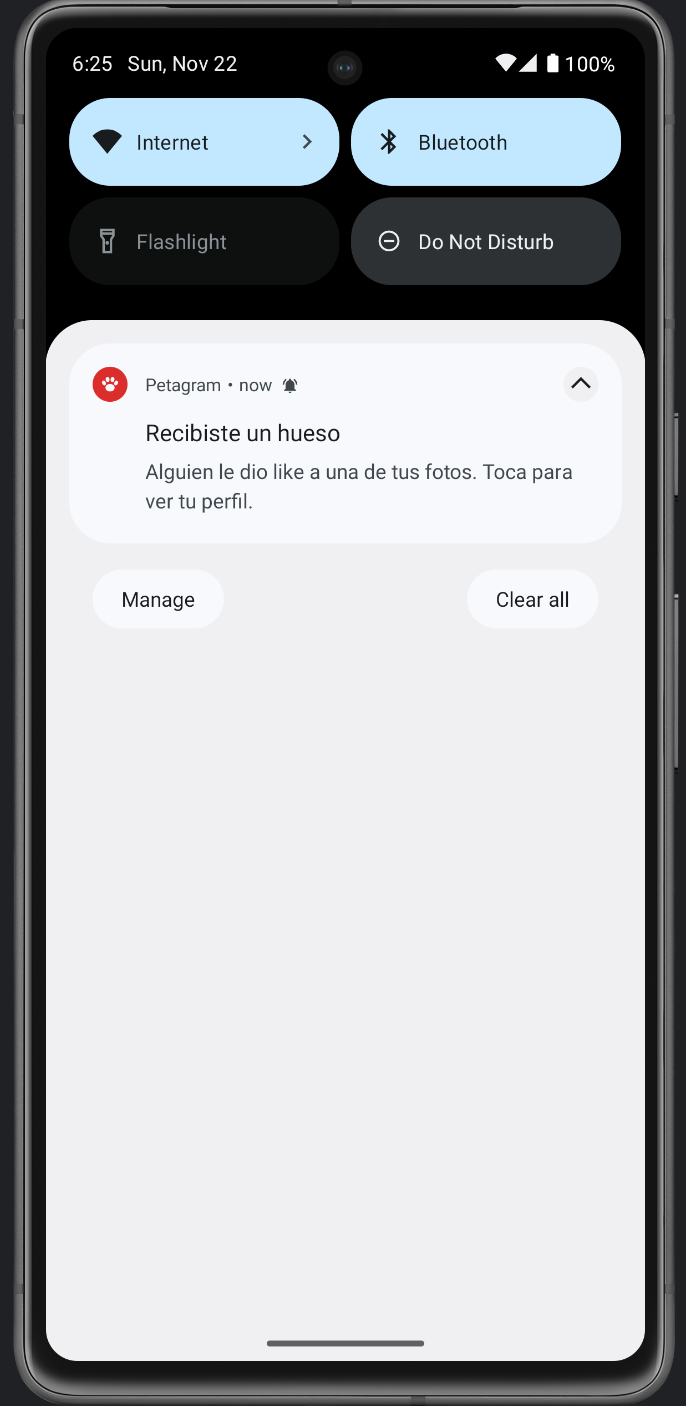 6:25 Sun, Nov 22 100%
Internet
Bluetooth
Flashlight
Do Not Disturb
Petagram • now
Recibiste un hueso
Alguien le dio like a una de tus fotos. Toca para
ver tu perfil.
Manage
Clear all